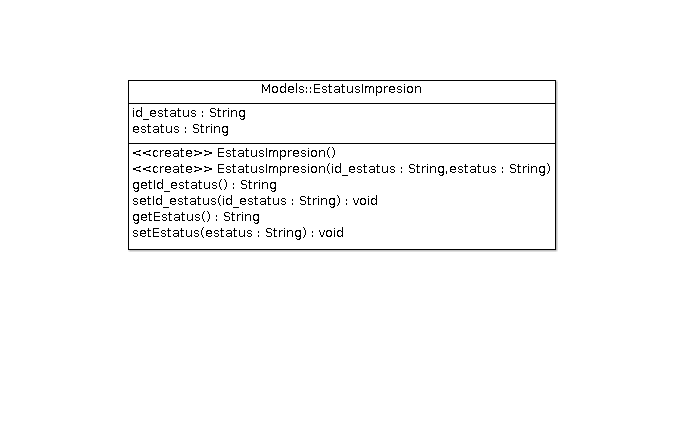 Models::EstatusImpresion
id_estatus : String
estatus : String
<<create>> EstatusImpresion()
<<create>> EstatusImpresion(id_estatus : String,estatus : String)
getId_estatus() : String
setId_estatus(id_estatus : String) : void
getEstatus() : String
setEstatus(estatus : String) : void